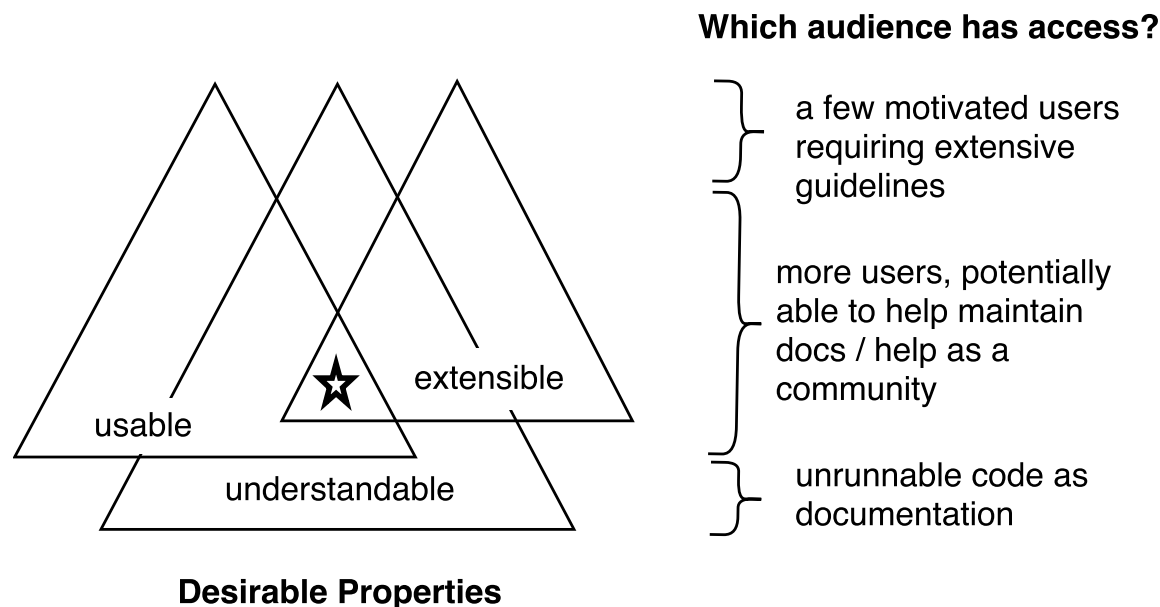 Which audience has access?
a few motivated users
requiring extensive
guidelines
more users, potentially
able to help maintain
docs / help as a
community
extensible
usable
understandable
unrunnable code as
documentation
Desirable Properties